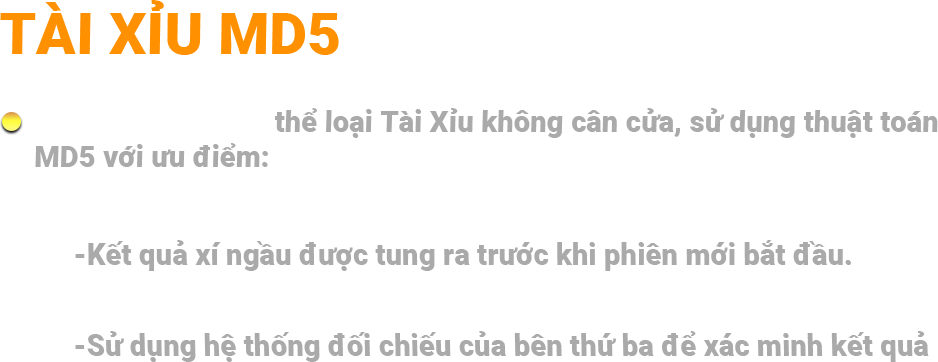 TÀI XỈU MD5
thể loại Tài Xỉu không cân cửa, sử dụng thuật toán
MD5 với ưu điểm:
-Kết quả xí ngầu được tung ra trước khi phiên mới bắt đầu.
-Sử dụng hệ thống đối chiếu của bên thứ ba để xác minh kết quả